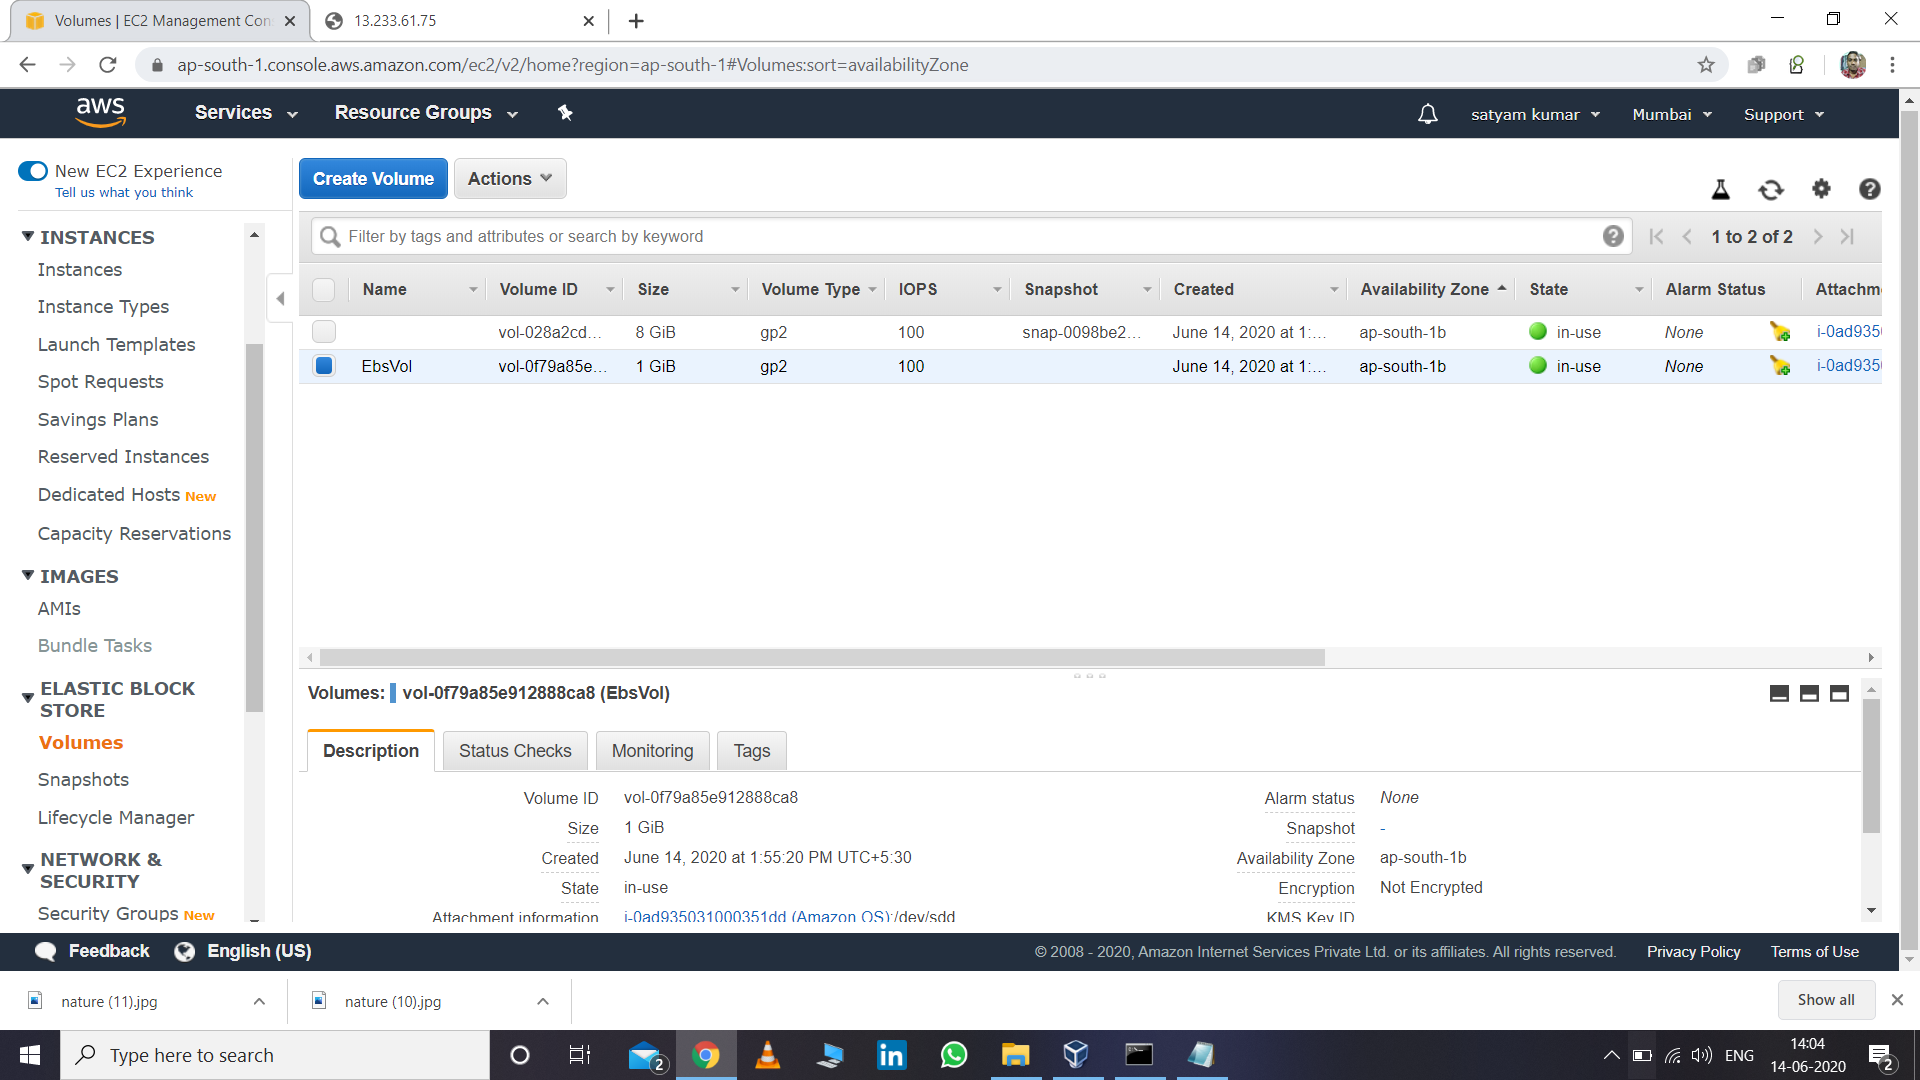 Volumes | EC2 Management Con
13.233.61.75
ap-south-1.console.aws.amazon.com/ec2/v2/home?region=ap-south-1#Volumes:sort=availabilityZone
aws
Services
Resource Groups
satyam kumar
Mumbai
Support
New EC2 Experience
Tell us what you think
INSTANCES
Instances
Instance Types
Launch Templates
Spot Requests
Savings Plans
Reserved Instances
Dedicated Hosts New
Capacity Reservations
IMAGES
AMIs
Bundle Tasks
ELASTIC BLOCK
STORE
Volumes
Snapshots
Lifecycle Manager
NETWORK &
SECURITY
Security Groups New
Create Volume
Actions
Filter by tags and attributes or search by keyword
1 to 2 of 2
Name Volume ID Size Volume Type IOPS Snapshot Created Availability Zone State Alarm Status Attachm
vol-028a2cd... 8 GiB gp2 100 snap-0098be2... June 14, 2020 at 1:... ap-south-1b in-use None i-0ad935
EbsVol vol-0f79a85e... 1 GiB gp2 100 June 14, 2020 at 1:... ap-south-1b in-use None i-0ad935
Volumes: vol-0f79a85e912888ca8 (EbsVol)
Description
Status Checks
Monitoring
Tags
Volume ID vol-0f79a85e912888ca8
Size 1 GiB
Created June 14, 2020 at 1:55:20 PM UTC+5:30
State in-use
Attachment information i-0ad935031000351dd (Amazon OS):/dev/sdd
Alarm status None
Snapshot -
Availability Zone ap-south-1b
Encryption Not Encrypted
KMS Key ID
Feedback
English (US)
© 2008 - 2020, Amazon Internet Services Private Ltd. or its affiliates. All rights reserved.
Privacy Policy
Terms of Use
nature (11).jpg
nature (10).jpg
Show all
Type here to search
2
ENG
14:04
14-06-2020
2